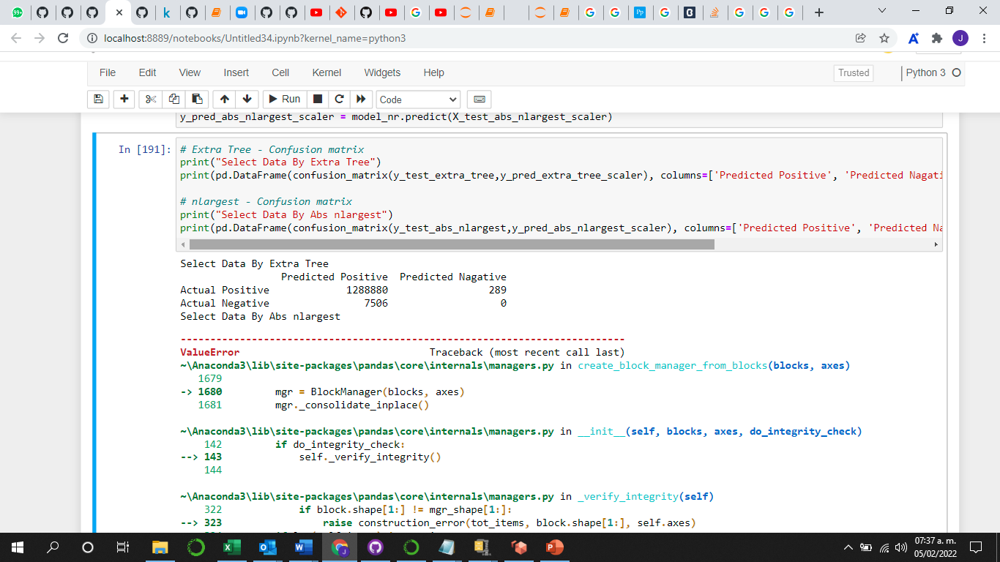 99+
localhost:8889/notebooks/Untitled34.ipynb?kernel_name=python3
J
File Edit View Insert Cell Kernel Widgets Help
Trusted
Python 3
Run
Code
y_pred_abs_nlargest_scaler = model_nr.predict(X_test_abs_nlargest_scaler)
In [191]:
# Extra Tree - Confusion matrix
print("Select Data By Extra Tree")
print(pd.DataFrame(confusion_matrix(y_test_extra_tree,y_pred_extra_tree_scaler), columns=['Predicted Positive', 'Predicted Nagati
# nlargest - Confusion matrix
print("Select Data By Abs nlargest")
print(pd.DataFrame(confusion_matrix(y_test_abs_nlargest,y_pred_abs_nlargest_scaler), columns=['Predicted Positive', 'Predicted Na
Select Data By Extra Tree
Predicted Positive Predicted Nagative
Actual Positive 1288880 289
Actual Negative 7506 0
Select Data By Abs nlargest
---------------------------------------------------------------------------
ValueError Traceback (most recent call last)
~\Anaconda3\lib\site-packages\pandas\core\internals\managers.py in create_block_manager_from_blocks(blocks, axes)
1679
-> 1680 mgr = BlockManager(blocks, axes)
1681 mgr._consolidate_inplace()
~\Anaconda3\lib\site-packages\pandas\core\internals\managers.py in __init__(self, blocks, axes, do_integrity_check)
142 if do_integrity_check:
--> 143 self._verify_integrity()
144
~\Anaconda3\lib\site-packages\pandas\core\internals\managers.py in _verify_integrity(self)
322 if block.shape[1:] != mgr_shape[1:]:
--> 323 raise construction_error(tot_items, block.shape[1:], self.axes)
07:37 a. m.
05/02/2022